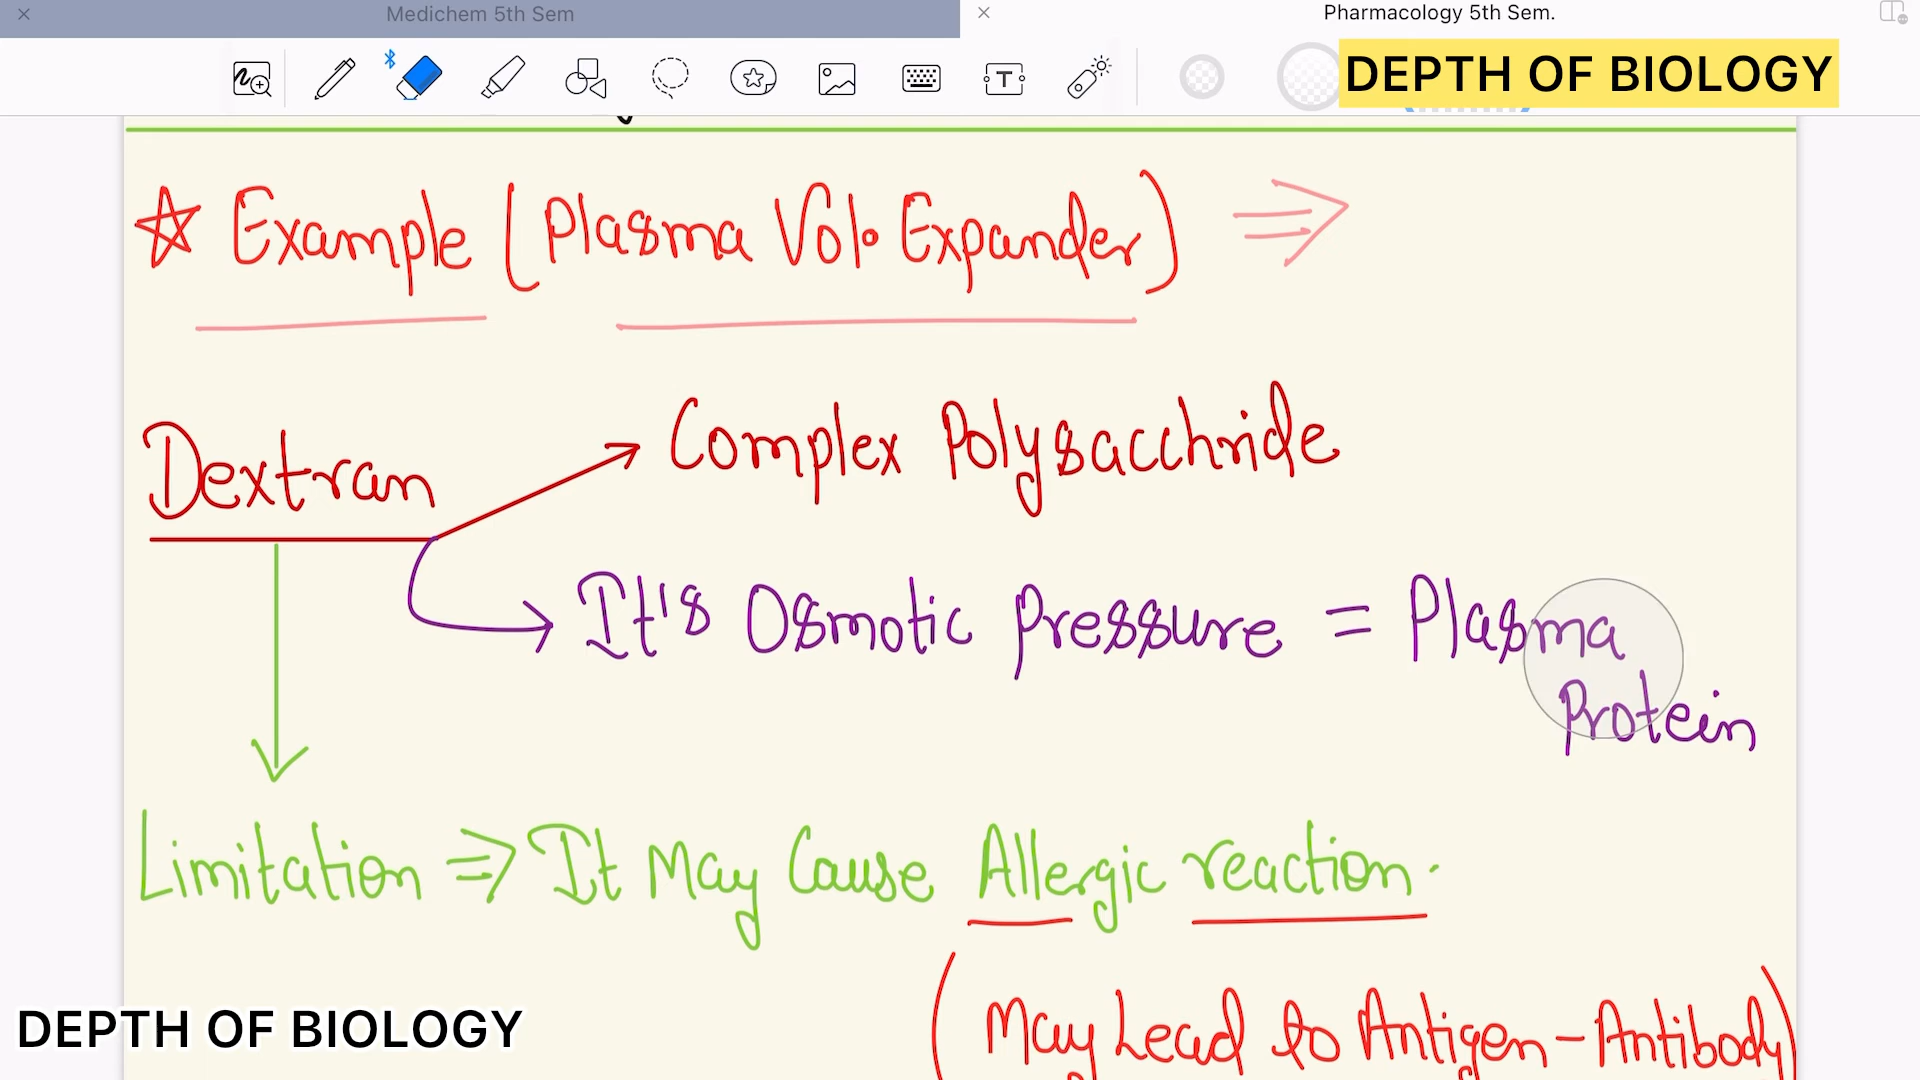 Medichem 5th Sem
Pharmacology 5th Sem.
DEPTH OF BIOLOGY
Example (Plasma Vol. Expander) ⇒
Dextran → Complex Polysacchride
→ It's Osmotic Pressure = Plasma
Protein
Limitation ⇒ It May Cause Allergic reaction.
(May Lead to Antigen-Antibody)
DEPTH OF BIOLOGY